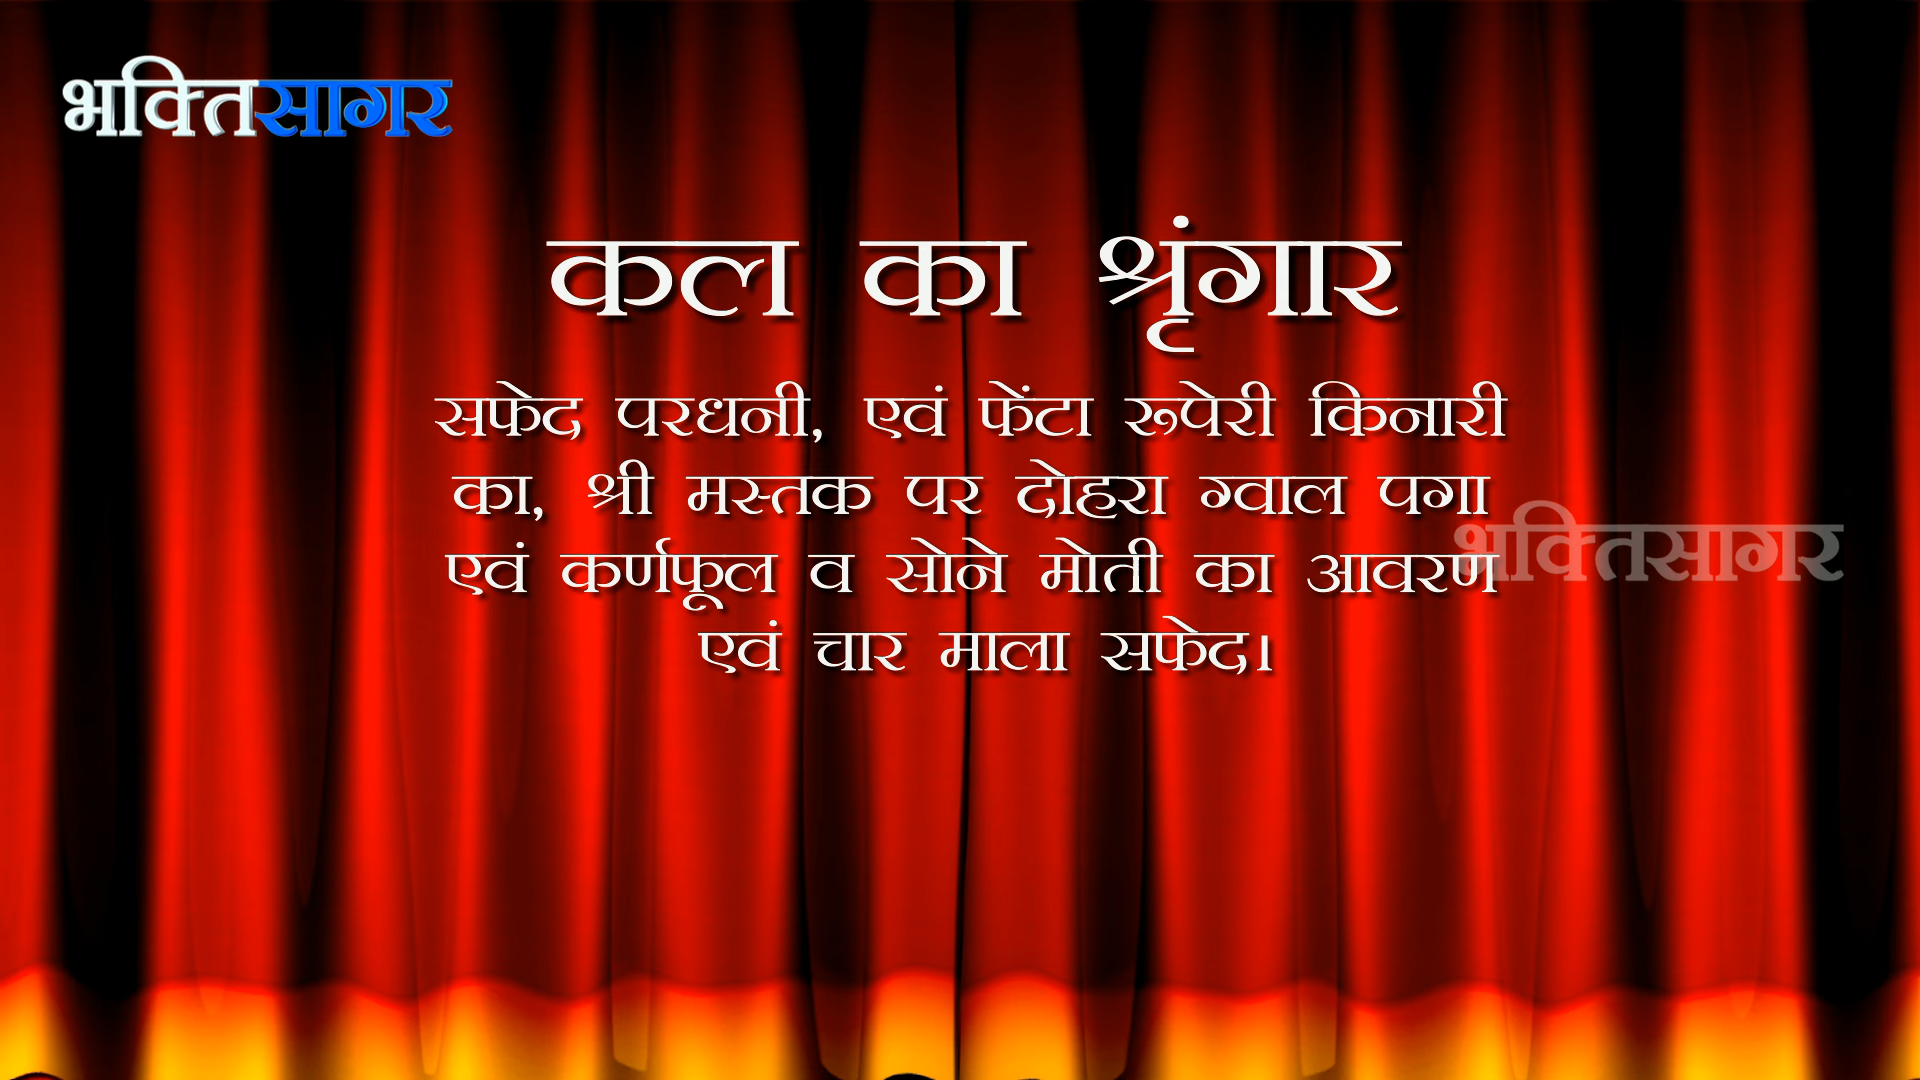 भक्तिसागर
कल का श्रृंगार
सफेद परधनी, एवं फेंटा रूपेरी किनारी
का, श्री मस्तक पर दोहरा ग्वाल पगा
एवं कर्णफूल व सोने मोती का आवरण
भक्तिसागर
एवं चार माला सफेद।